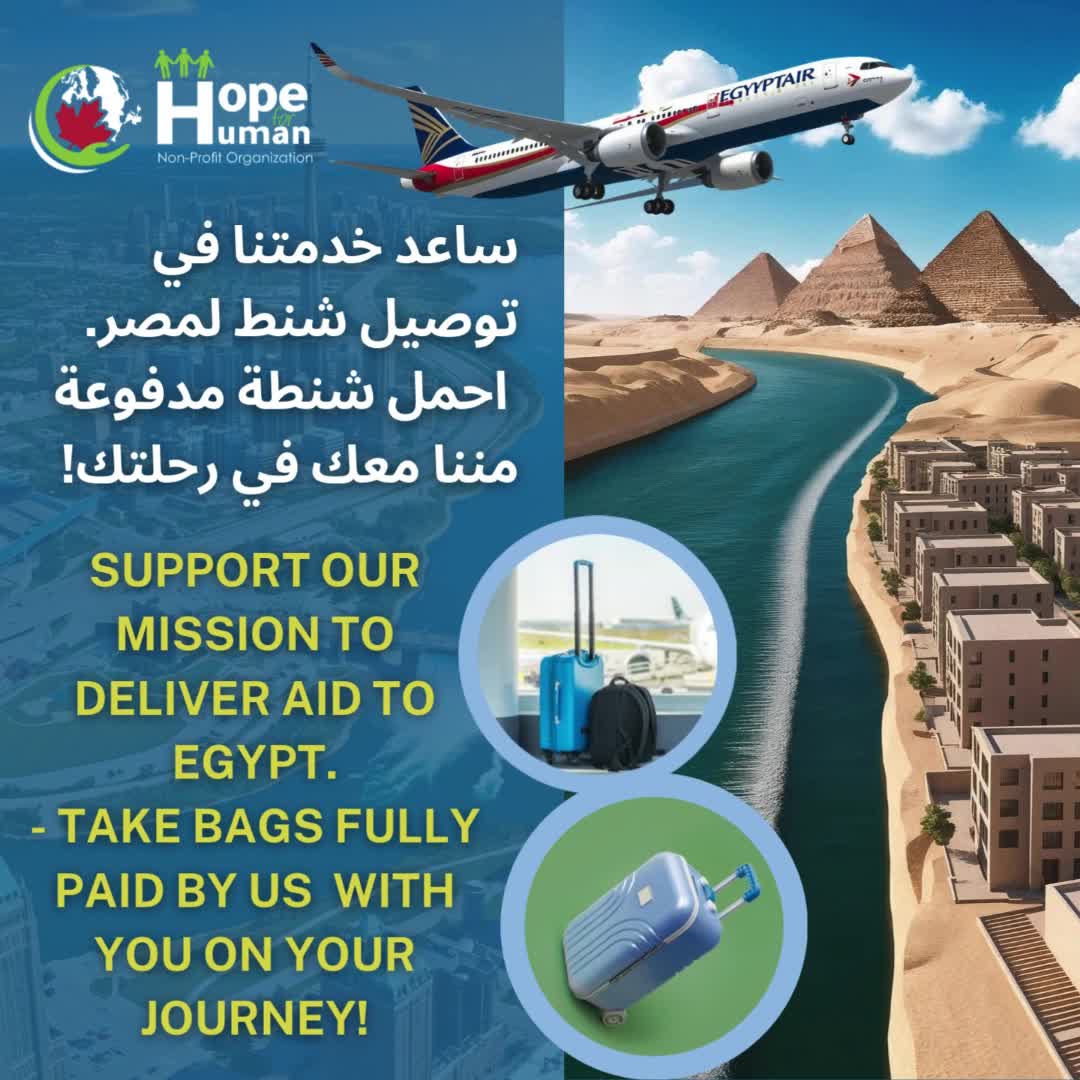 Hope
for
Human
Non-Profit Organization
EGYYPTAIR
ساعد خدمتنا في
توصيل شنط لمصر.
احمل شنطة مدفوعة
مننا معك في رحلتك!
SUPPORT OUR
MISSION TO
DELIVER AID TO
EGYPT.
- TAKE BAGS FULLY
PAID BY US WITH
YOU ON YOUR
JOURNEY!